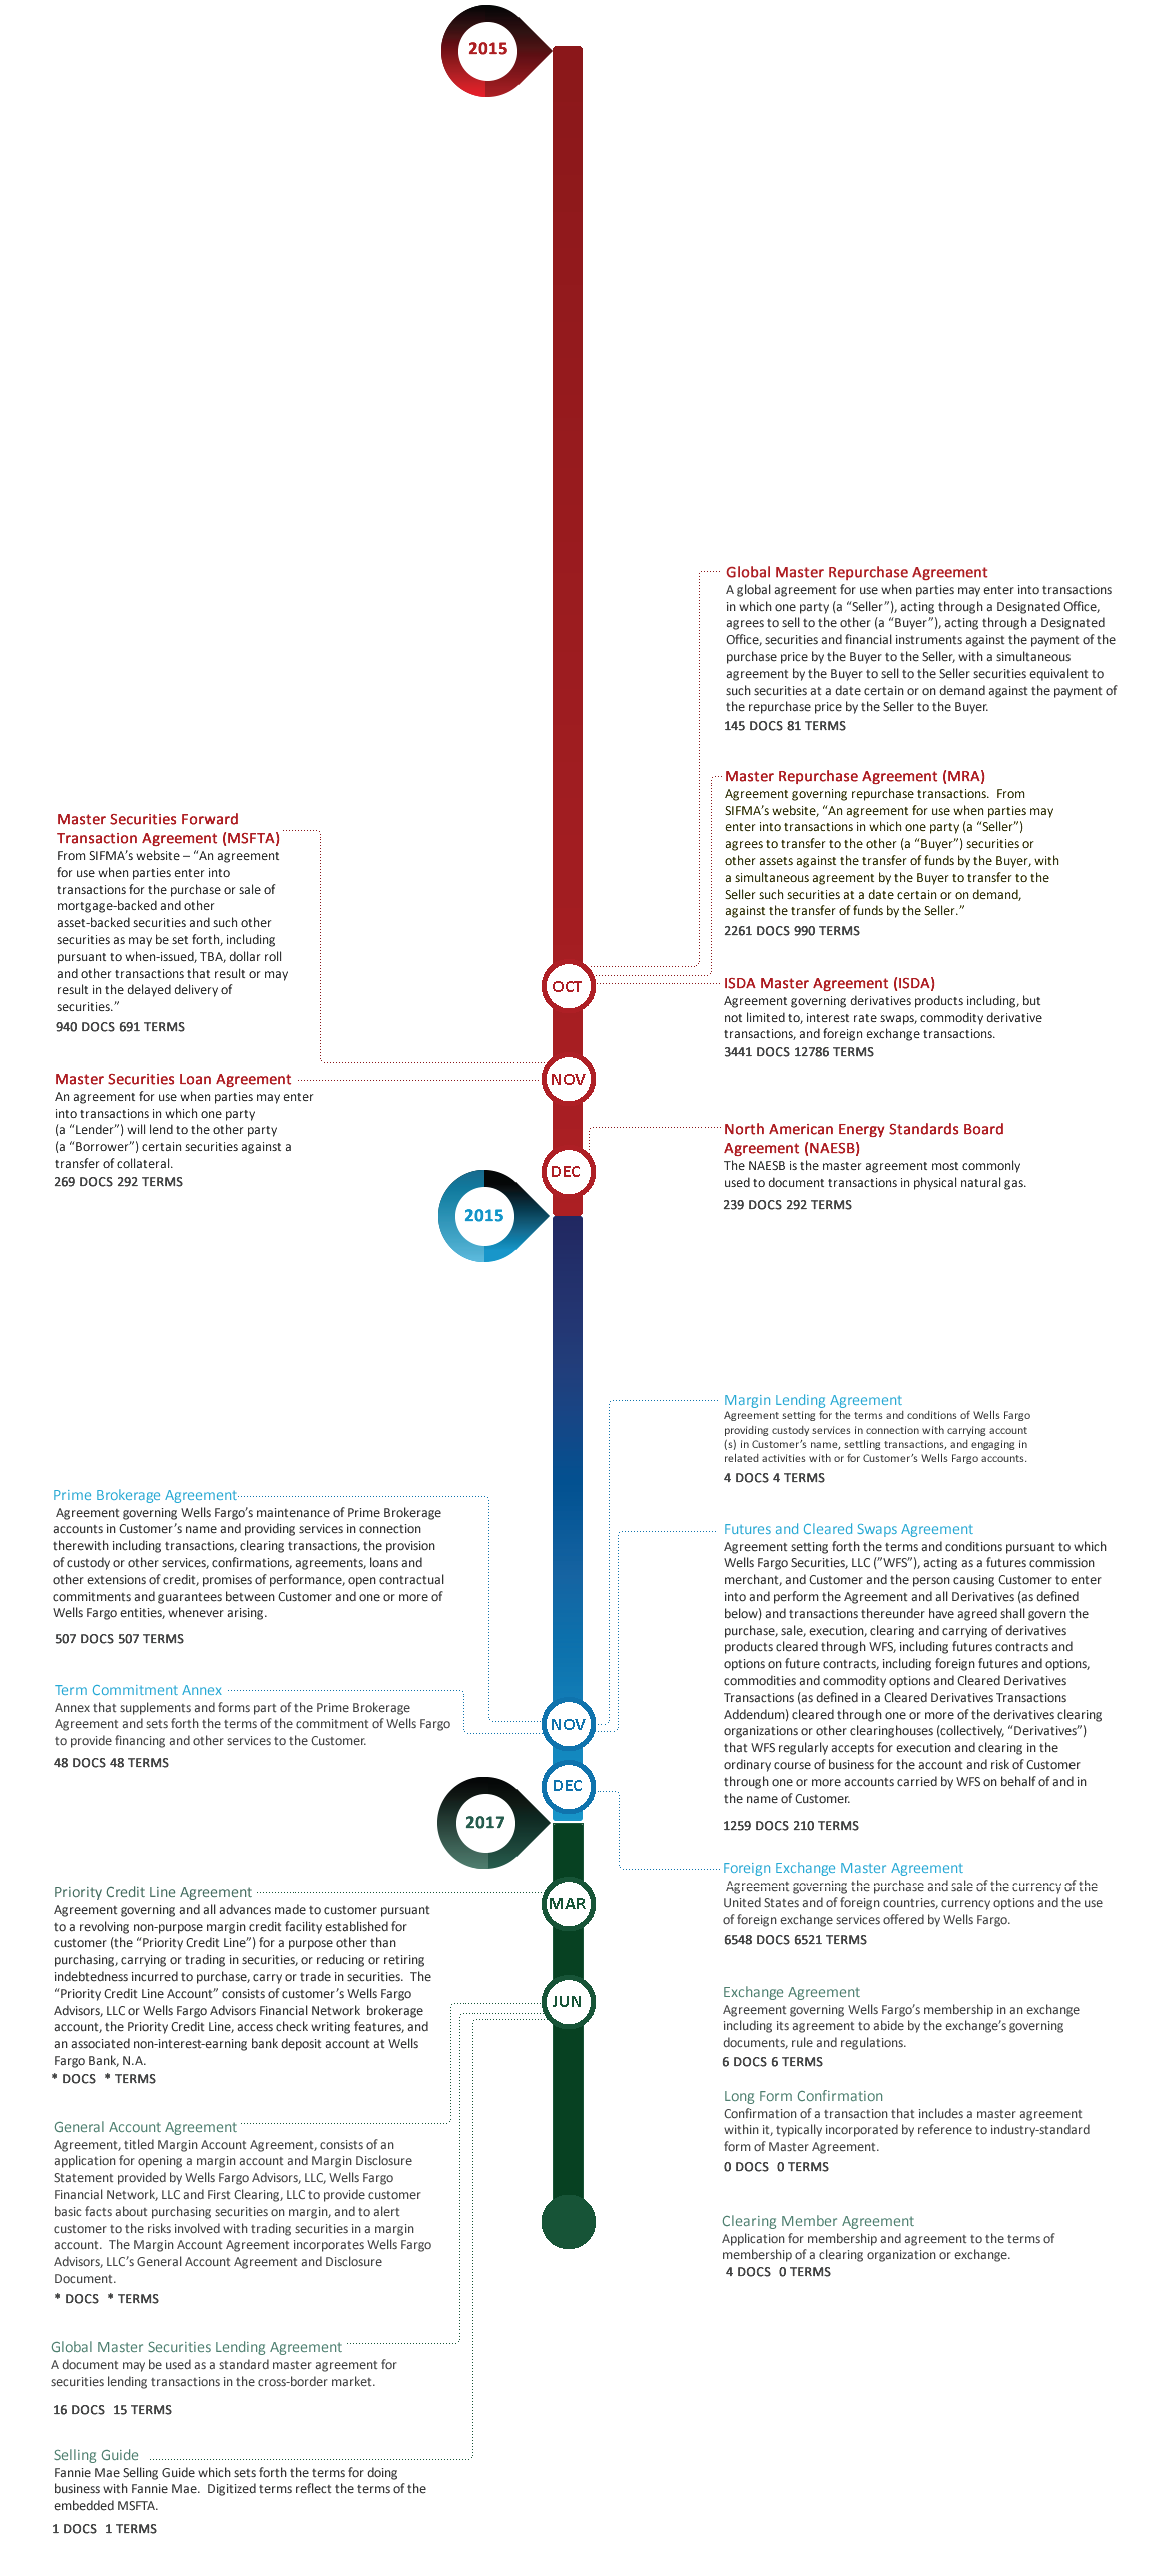 2015
Global Master Repurchase Agreement
A global agreement for use when parties may enter into transactions
in which one party (a “Seller”), acting through a Designated Office,
agrees to sell to the other (a “Buyer”), acting through a Designated
Office, securities and financial instruments against the payment of the
purchase price by the Buyer to the Seller, with a simultaneous
agreement by the Buyer to sell to the Seller securities equivalent to
such securities at a date certain or on demand against the payment of
the repurchase price by the Seller to the Buyer.
145 DOCS 81 TERMS
Master Repurchase Agreement (MRA)
Agreement governing repurchase transactions.  From
SIFMA’s website, “An agreement for use when parties may
enter into transactions in which one party (a “Seller”)
agrees to transfer to the other (a “Buyer”) securities or
other assets against the transfer of funds by the Buyer, with
a simultaneous agreement by the Buyer to transfer to the
Seller such securities at a date certain or on demand,
against the transfer of funds by the Seller.”
2261 DOCS 990 TERMS
Master Securities Forward
Transaction Agreement (MSFTA)
From SIFMA’s website – “An agreement
for use when parties enter into
transactions for the purchase or sale of
mortgage-backed and other
asset-backed securities and such other
securities as may be set forth, including
pursuant to when-issued, TBA, dollar roll
and other transactions that result or may
result in the delayed delivery of
securities.”
940 DOCS 691 TERMS
OCT
ISDA Master Agreement (ISDA)
Agreement governing derivatives products including, but
not limited to, interest rate swaps, commodity derivative
transactions, and foreign exchange transactions.
3441 DOCS 12786 TERMS
NOV
Master Securities Loan Agreement
An agreement for use when parties may enter
into transactions in which one party
(a “Lender”) will lend to the other party
(a “Borrower”) certain securities against a
transfer of collateral.
269 DOCS 292 TERMS
North American Energy Standards Board
Agreement (NAESB)
The NAESB is the master agreement most commonly
used to document transactions in physical natural gas.
239 DOCS 292 TERMS
DEC
2015
Margin Lending Agreement
Agreement setting for the terms and conditions of Wells Fargo
providing custody services in connection with carrying account
(s) in Customer’s name, settling transactions, and engaging in
related activities with or for Customer’s Wells Fargo accounts.
4 DOCS 4 TERMS
Prime Brokerage Agreement
Agreement governing Wells Fargo’s maintenance of Prime Brokerage
accounts in Customer’s name and providing services in connection
therewith including transactions, clearing transactions, the provision
of custody or other services, confirmations, agreements, loans and
other extensions of credit, promises of performance, open contractual
commitments and guarantees between Customer and one or more of
Wells Fargo entities, whenever arising.
507 DOCS 507 TERMS
Futures and Cleared Swaps Agreement
Agreement setting forth the terms and conditions pursuant to which
Wells Fargo Securities, LLC (”WFS”), acting as a futures commission
merchant, and Customer and the person causing Customer to enter
into and perform the Agreement and all Derivatives (as defined
below) and transactions thereunder have agreed shall govern the
purchase, sale, execution, clearing and carrying of derivatives
products cleared through WFS, including futures contracts and
options on future contracts, including foreign futures and options,
commodities and commodity options and Cleared Derivatives
Transactions (as defined in a Cleared Derivatives Transactions
Addendum) cleared through one or more of the derivatives clearing
organizations or other clearinghouses (collectively, “Derivatives”)
that WFS regularly accepts for execution and clearing in the
ordinary course of business for the account and risk of Customer
through one or more accounts carried by WFS on behalf of and in
the name of Customer.
1259 DOCS 210 TERMS
Term Commitment Annex
Annex that supplements and forms part of the Prime Brokerage
Agreement and sets forth the terms of the commitment of Wells Fargo
to provide financing and other services to the Customer.
48 DOCS 48 TERMS
NOV
DEC
2017
Foreign Exchange Master Agreement
Agreement governing the purchase and sale of the currency of the
United States and of foreign countries, currency options and the use
of foreign exchange services offered by Wells Fargo.
6548 DOCS 6521 TERMS
Priority Credit Line Agreement
Agreement governing and all advances made to customer pursuant
to a revolving non-purpose margin credit facility established for
customer (the “Priority Credit Line”) for a purpose other than
purchasing, carrying or trading in securities, or reducing or retiring
indebtedness incurred to purchase, carry or trade in securities.  The
“Priority Credit Line Account” consists of customer’s Wells Fargo
Advisors, LLC or Wells Fargo Advisors Financial Network  brokerage
account, the Priority Credit Line, access check writing features, and
an associated non-interest-earning bank deposit account at Wells
Fargo Bank, N.A.
* DOCS  * TERMS
MAR
JUN
Exchange Agreement
Agreement governing Wells Fargo’s membership in an exchange
including its agreement to abide by the exchange’s governing
documents, rule and regulations.
6 DOCS 6 TERMS
Long Form Confirmation
Confirmation of a transaction that includes a master agreement
within it, typically incorporated by reference to industry-standard
form of Master Agreement.
0 DOCS  0 TERMS
General Account Agreement
Agreement, titled Margin Account Agreement, consists of an
application for opening a margin account and Margin Disclosure
Statement provided by Wells Fargo Advisors, LLC, Wells Fargo
Financial Network, LLC and First Clearing, LLC to provide customer
basic facts about purchasing securities on margin, and to alert
customer to the risks involved with trading securities in a margin
account.  The Margin Account Agreement incorporates Wells Fargo
Advisors, LLC’s General Account Agreement and Disclosure
Document.
* DOCS  * TERMS
Clearing Member Agreement
Application for membership and agreement to the terms of
membership of a clearing organization or exchange.
4 DOCS  0 TERMS
Global Master Securities Lending Agreement
A document may be used as a standard master agreement for
securities lending transactions in the cross-border market.
16 DOCS  15 TERMS
Selling Guide
Fannie Mae Selling Guide which sets forth the terms for doing
business with Fannie Mae.  Digitized terms reflect the terms of the
embedded MSFTA.
1 DOCS  1 TERMS